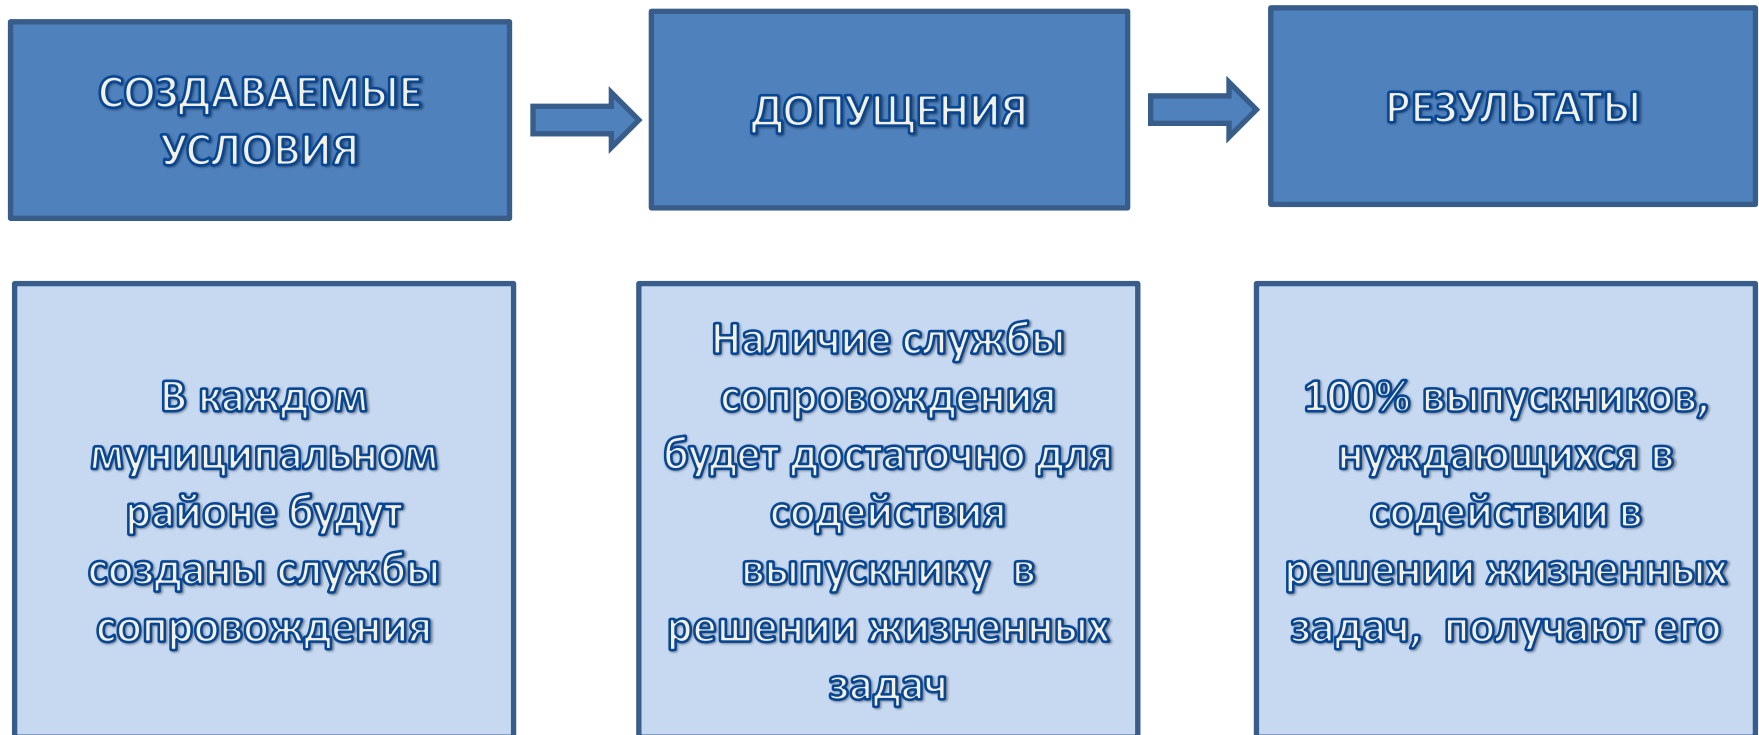 СОЗДАВАЕМЫЕ
УСЛОВИЯ
ДОПУЩЕНИЯ
РЕЗУЛЬТАТЫ
В каждом
муниципальном
районе будут
созданы службы
сопровождения
Наличие службы
сопровождения
будет достаточно для
содействия
выпускнику в
решении жизненных
задач
100% выпускников,
нуждающихся в
содействии в
решении жизненных
задач, получают его